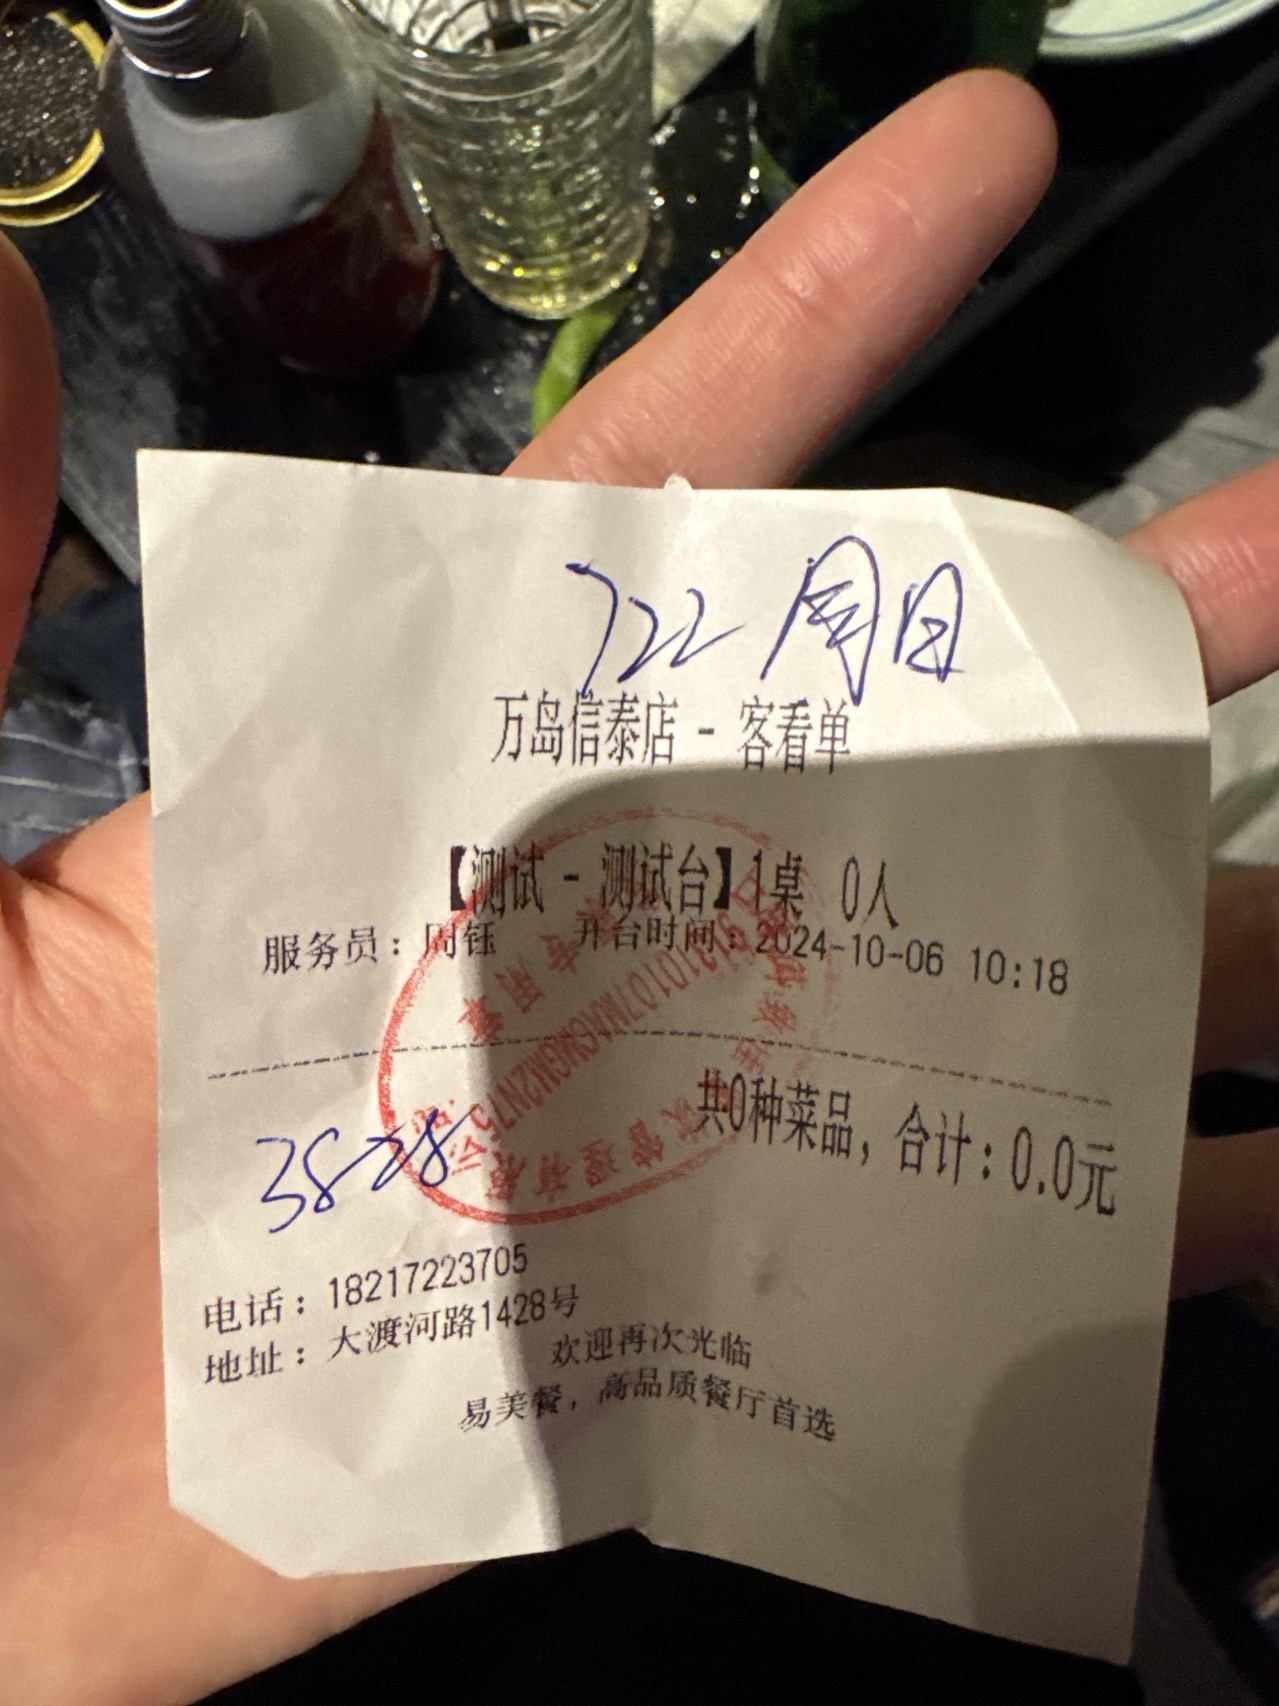 722 周日
万岛信泰店 - 客看单
【测试 - 测试台】1桌 0人
服务员：周钰 开台时间：2024-10-06 10:18
共0种菜品，合计：0.0元
38-28
电话：18217223705
地址：大渡河路1428号
欢迎再次光临
易美餐，高品质餐厅首选